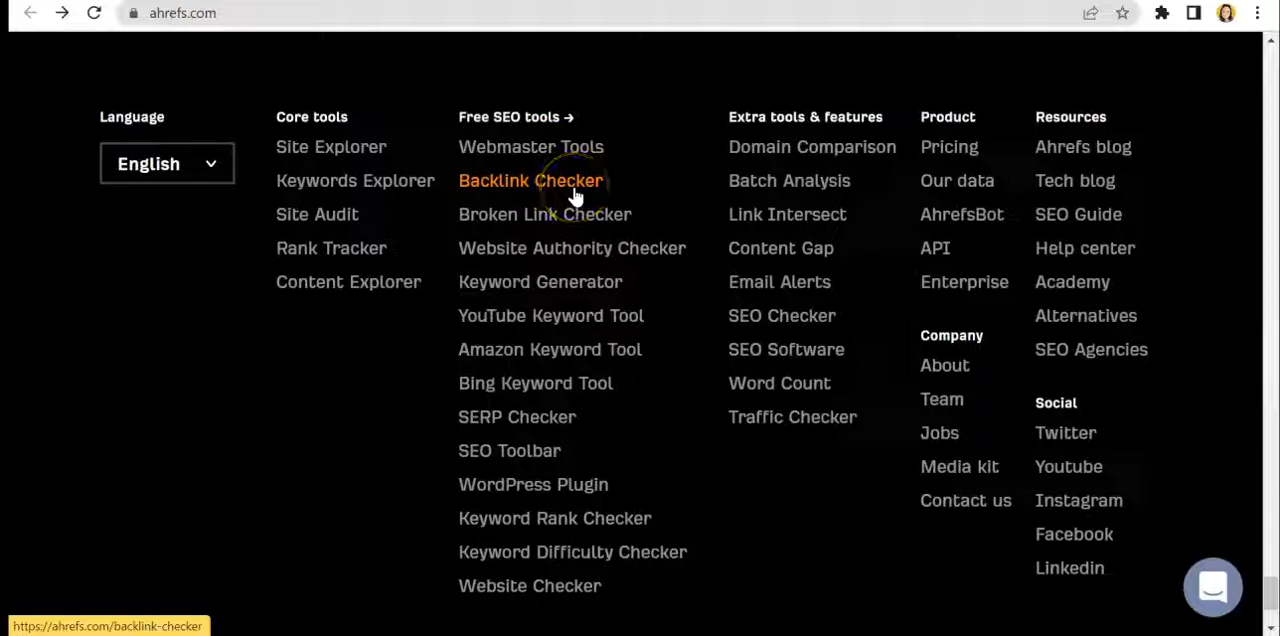 ahrefs.com
Language
English
Core tools
Site Explorer
Keywords Explorer
Site Audit
Rank Tracker
Content Explorer
Free SEO tools →
Webmaster Tools
Backlink Checker
Broken Link Checker
Website Authority Checker
Keyword Generator
YouTube Keyword Tool
Amazon Keyword Tool
Bing Keyword Tool
SERP Checker
SEO Toolbar
WordPress Plugin
Keyword Rank Checker
Keyword Difficulty Checker
Website Checker
Extra tools & features
Domain Comparison
Batch Analysis
Link Intersect
Content Gap
Email Alerts
SEO Checker
SEO Software
Word Count
Traffic Checker
Product
Pricing
Our data
AhrefsBot
API
Enterprise
Company
About
Team
Jobs
Media kit
Contact us
Resources
Ahrefs blog
Tech blog
SEO Guide
Help center
Academy
Alternatives
SEO Agencies
Social
Twitter
Youtube
Instagram
Facebook
Linkedin
https://ahrefs.com/backlink-checker